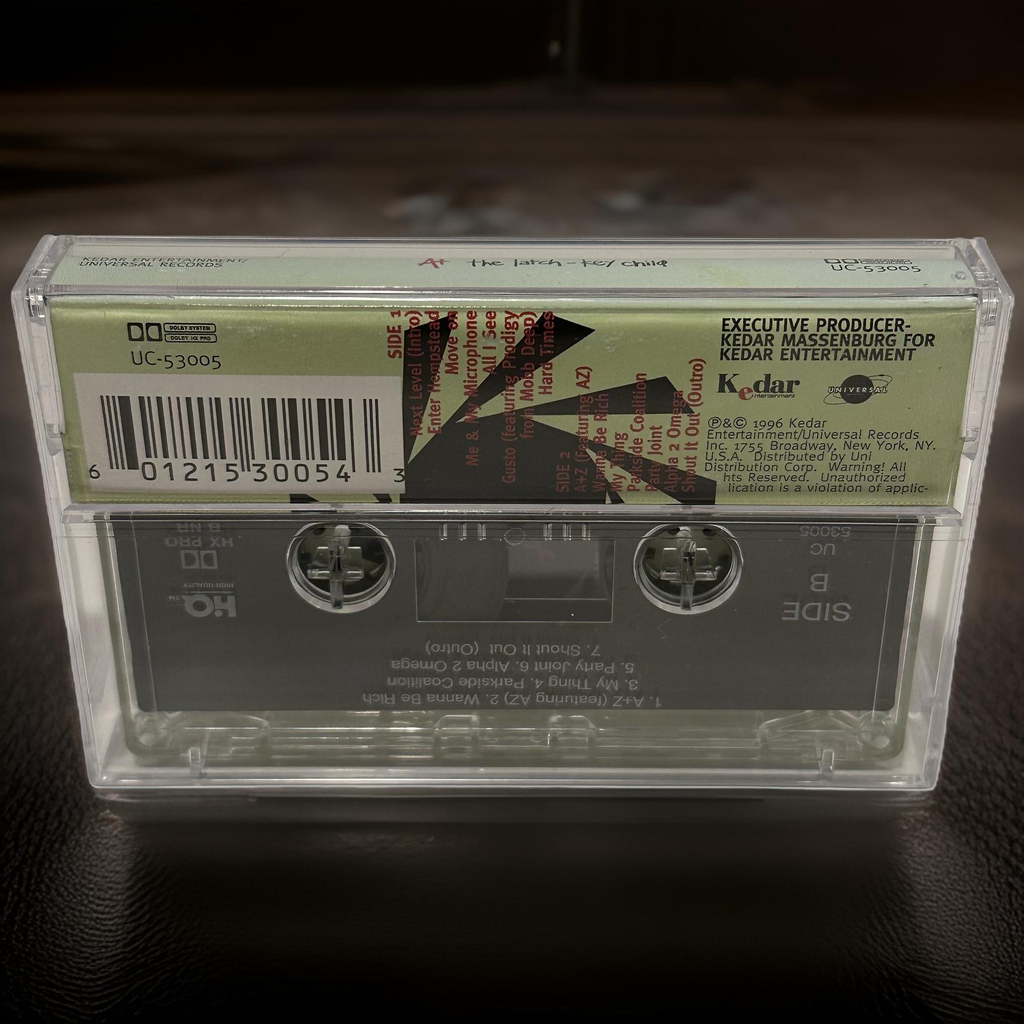 KEDAR ENTERTAINMENT/
UNIVERSAL RECORDS
A+ the latch-key child
UC-53005
DOLBY SYSTEM
DOLBY HX PRO
UC-53005
6 01215 30054 3
SIDE 1
Next Level (Intro)
Enter Hempstead
Move on
Me & My Microphone
All I See
Gusto (featuring Prodigy
from Mobb Deep)
Hard Times
SIDE 2
A+Z (Featuring AZ)
Wanna Be Rich
My Thing
Parkside Coalition
Party Joint
Alpha 2 Omega
Shout It Out (Outro)
EXECUTIVE PRODUCER-
KEDAR MASSENBURG FOR
KEDAR ENTERTAINMENT
Kedar
entertainment
UNIVERSAL
℗&© 1996 Kedar
Entertainment/Universal Records
Inc. 1755 Broadway, New York, NY.
U.S.A. Distributed by Uni
Distribution Corp. Warning! All
hts Reserved. Unauthorized
lication is a violation of applic-
SIDE
B
UC
53005
HIGH QUALITY
HQ TM
HX PRO
B NR
1. A+Z (featuring AZ) 2. Wanna Be Rich
3. My Thing 4. Parkside Coalition
5. Party Joint 6. Alpha 2 Omega
7. Shout It Out (Outro)